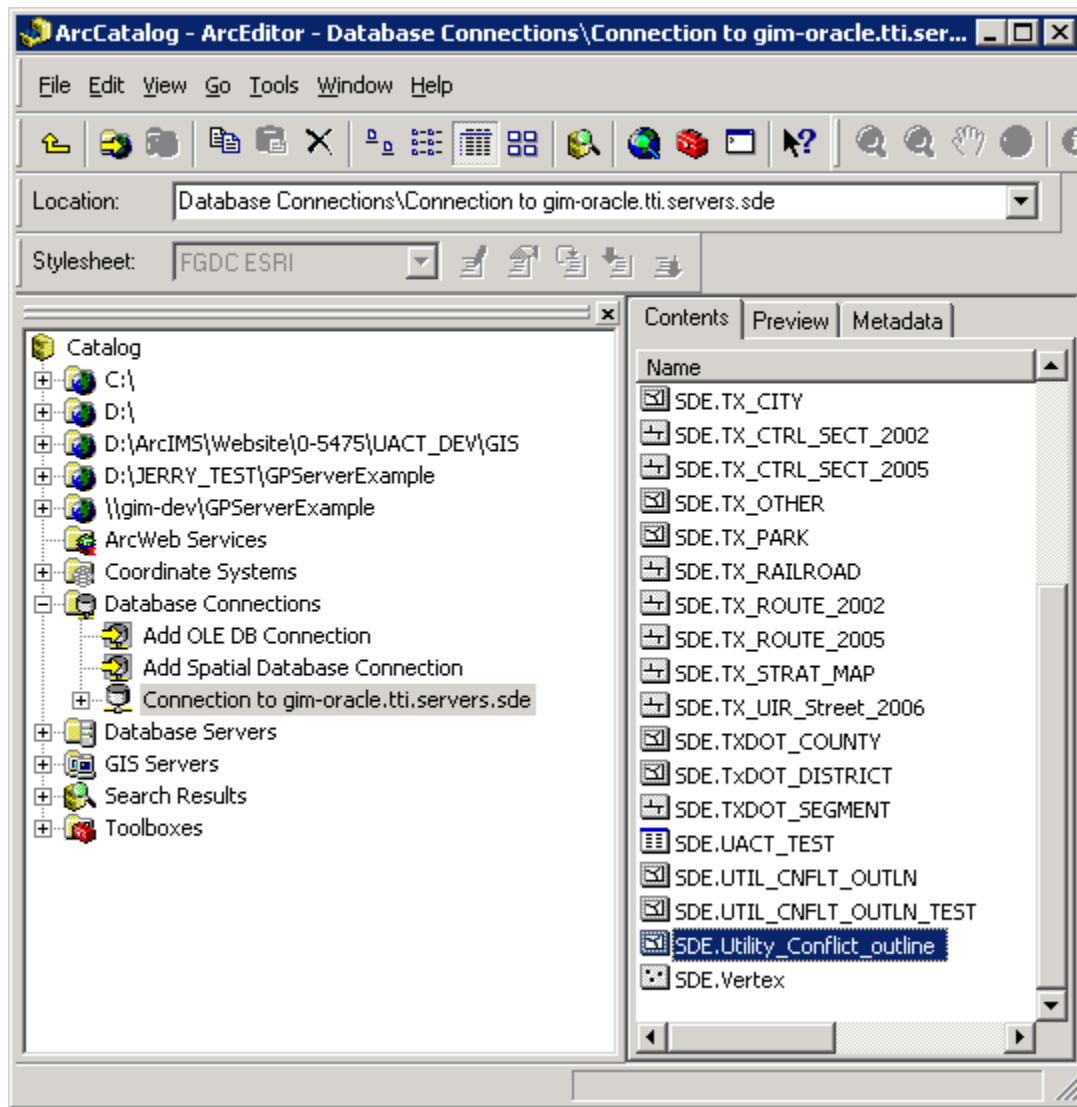 ArcCatalog - ArcEditor - Database Connections\Connection to gim-oracle.tti.ser...
File Edit View Go Tools Window Help
Location: Database Connections\Connection to gim-oracle.tti.servers.sde
Stylesheet: FGDC ESRI
Catalog
C:\
D:\
D:\ArcIMS\Website\0-5475\UACT_DEV\GIS
D:\JERRY_TEST\GPServerExample
\\gim-dev\GPServerExample
ArcWeb Services
Coordinate Systems
Database Connections
Add OLE DB Connection
Add Spatial Database Connection
Connection to gim-oracle.tti.servers.sde
Database Servers
GIS Servers
Search Results
Toolboxes
Contents Preview Metadata
Name
SDE.TX_CITY
SDE.TX_CTRL_SECT_2002
SDE.TX_CTRL_SECT_2005
SDE.TX_OTHER
SDE.TX_PARK
SDE.TX_RAILROAD
SDE.TX_ROUTE_2002
SDE.TX_ROUTE_2005
SDE.TX_STRAT_MAP
SDE.TX_UIR_Street_2006
SDE.TXDOT_COUNTY
SDE.TxDOT_DISTRICT
SDE.TXDOT_SEGMENT
SDE.UACT_TEST
SDE.UTIL_CNFLT_OUTLN
SDE.UTIL_CNFLT_OUTLN_TEST
SDE.Utility_Conflict_outline
SDE.Vertex